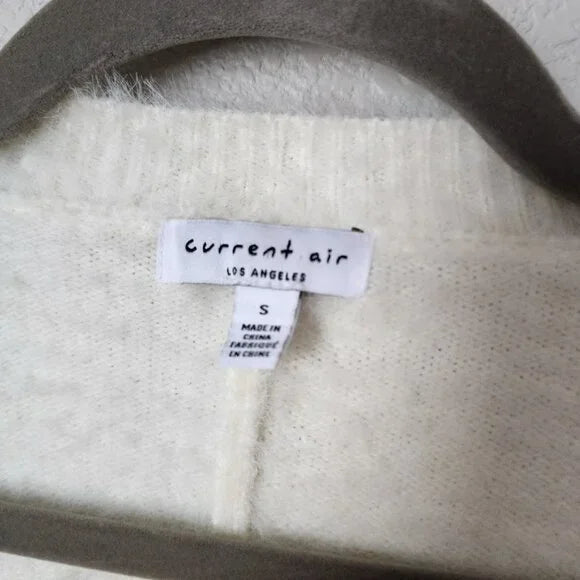 current air
LOS ANGELES
S
MADE IN
CHINA
FABRIQUÉ
EN CHINE